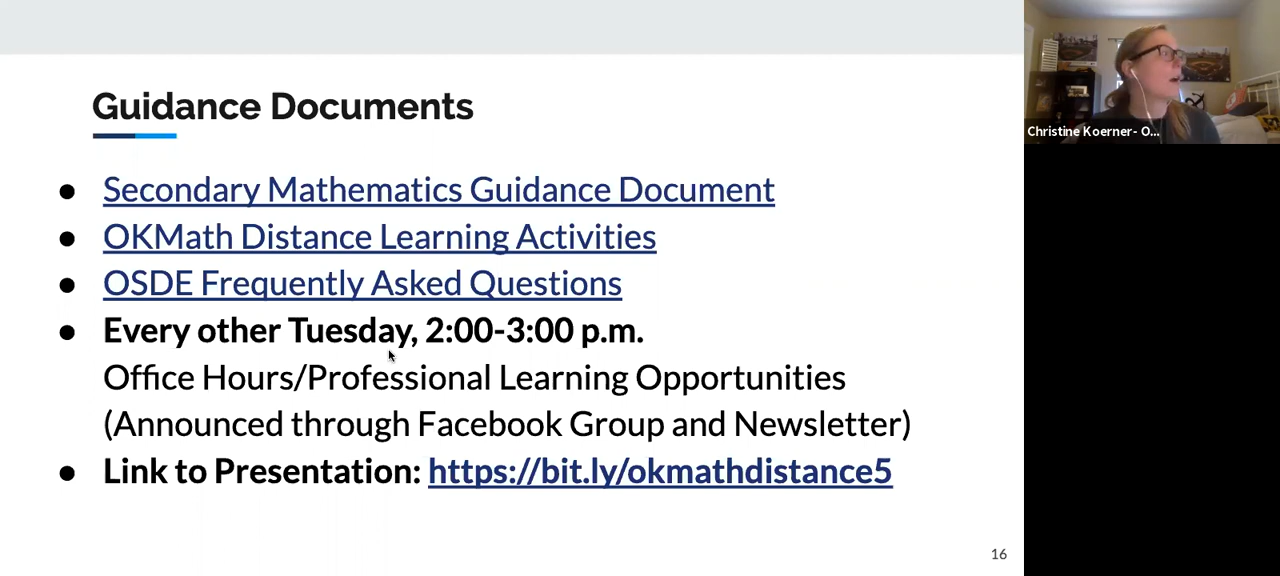 Guidance Documents
● Secondary Mathematics Guidance Document
● OKMath Distance Learning Activities
● OSDE Frequently Asked Questions
● Every other Tuesday, 2:00-3:00 p.m.
Office Hours/Professional Learning Opportunities
(Announced through Facebook Group and Newsletter)
● Link to Presentation: https://bit.ly/okmathdistance5
16
Christine Koerner- O...